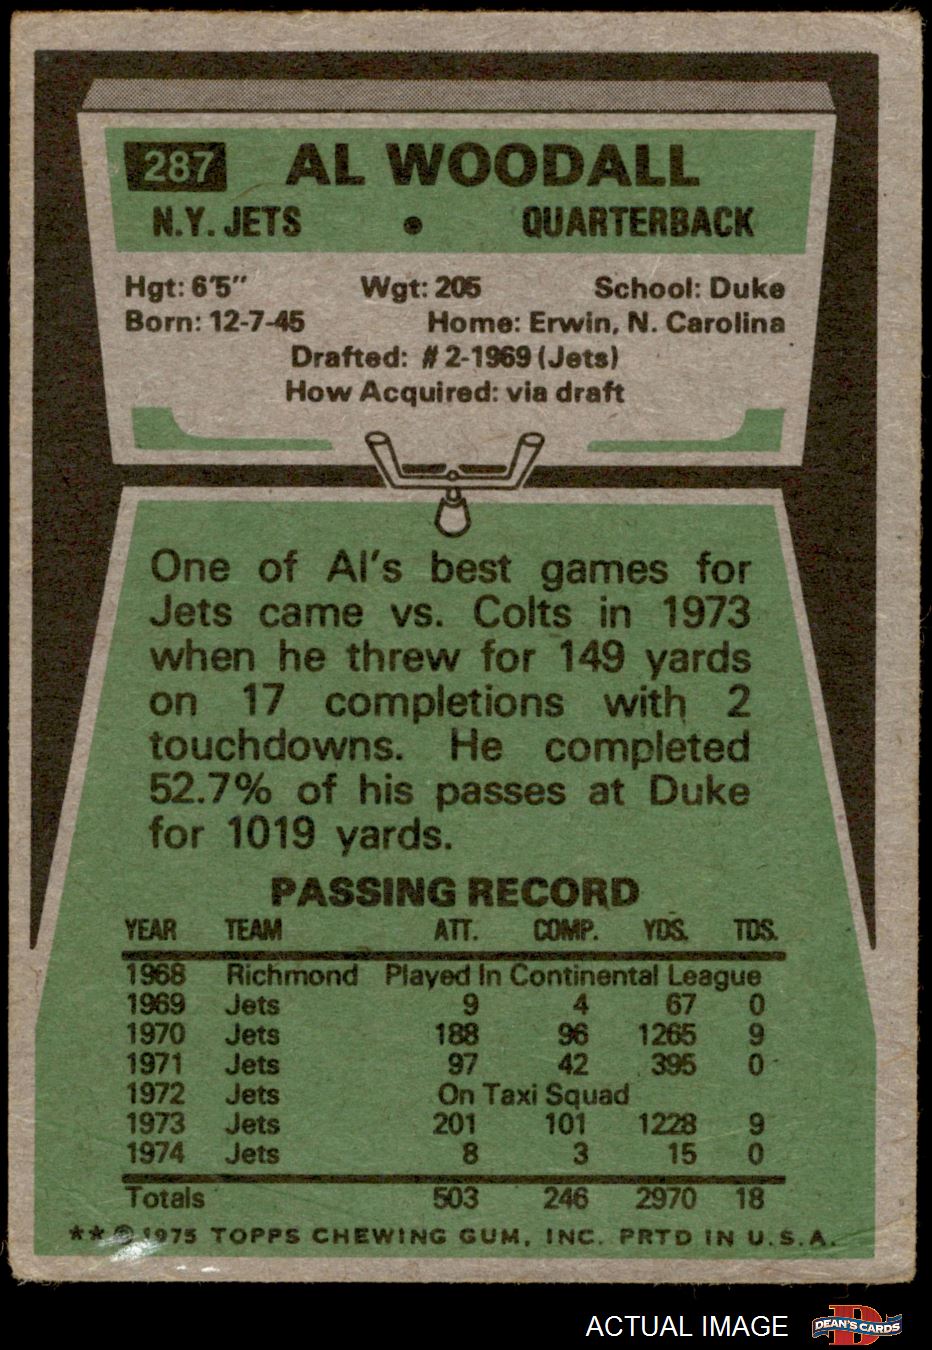 287 AL WOODALL
N.Y. JETS • QUARTERBACK
Hgt: 6'5" Wgt: 205 School: Duke
Born: 12-7-45 Home: Erwin, N. Carolina
Drafted: #2-1969 (Jets)
How Acquired: via draft
One of Al's best games for
Jets came vs. Colts in 1973
when he threw for 149 yards
on 17 completions with 2
touchdowns. He completed
52.7% of his passes at Duke
for 1019 yards.
PASSING RECORD
YEAR TEAM ATT. COMP. YDS. TDS.
1968 Richmond Played In Continental League
1969 Jets 9 4 67 0
1970 Jets 188 96 1265 9
1971 Jets 97 42 395 0
1972 Jets On Taxi Squad
1973 Jets 201 101 1228 9
1974 Jets 8 3 15 0
Totals 503 246 2970 18
** © 1975 TOPPS CHEWING GUM, INC. PRTD IN U.S.A.
ACTUAL IMAGE DEAN'S CARDS